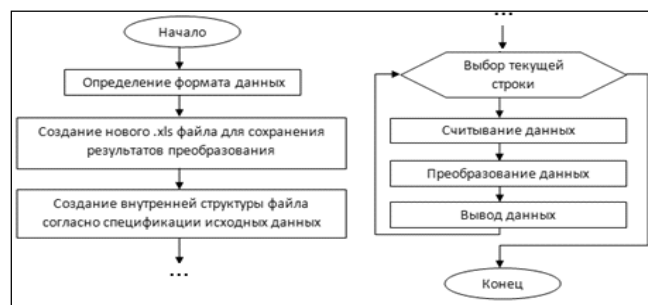 Начало
Определение формата данных
Создание нового .xls файла для сохранения
результатов преобразования
Создание внутренней структуры файла
согласно спецификации исходных данных
...
...
Выбор текущей
строки
Считывание данных
Преобразование данных
Вывод данных
Конец